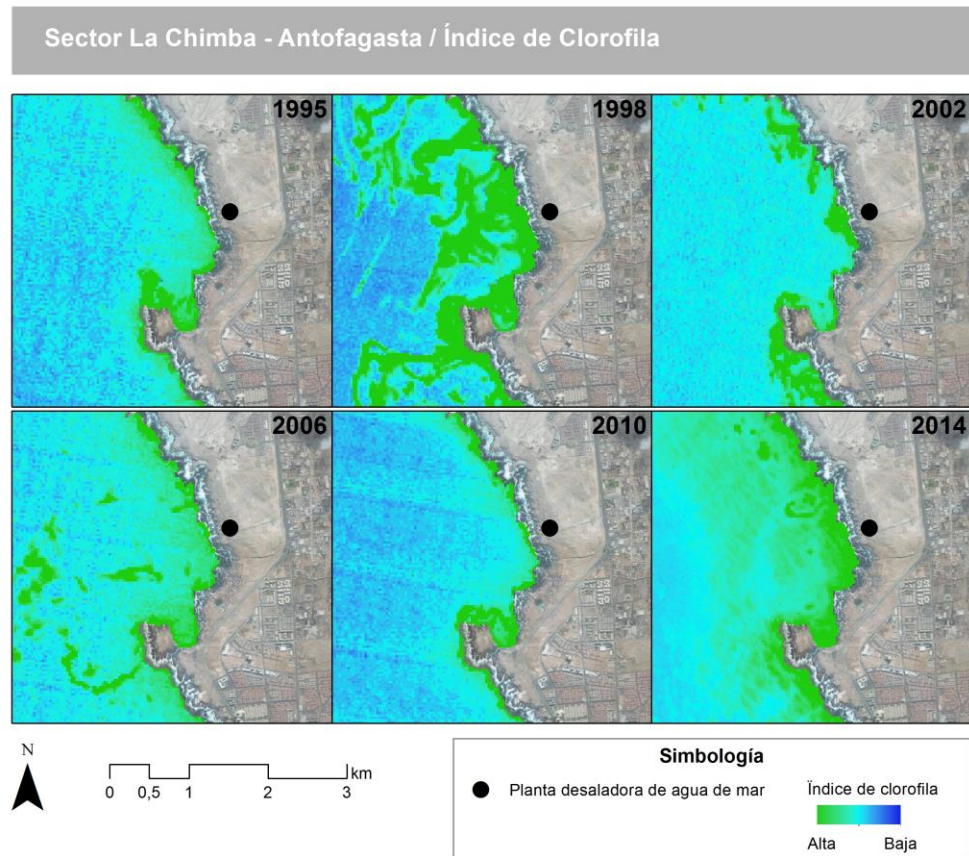 Sector La Chimba - Antofagasta / Índice de Clorofila
1995
1998
2002
2006
2010
2014
N
km
0 0,5 1 2 3
Simbología
Planta desaladora de agua de mar
Ïndice de clorofila
Alta Baja